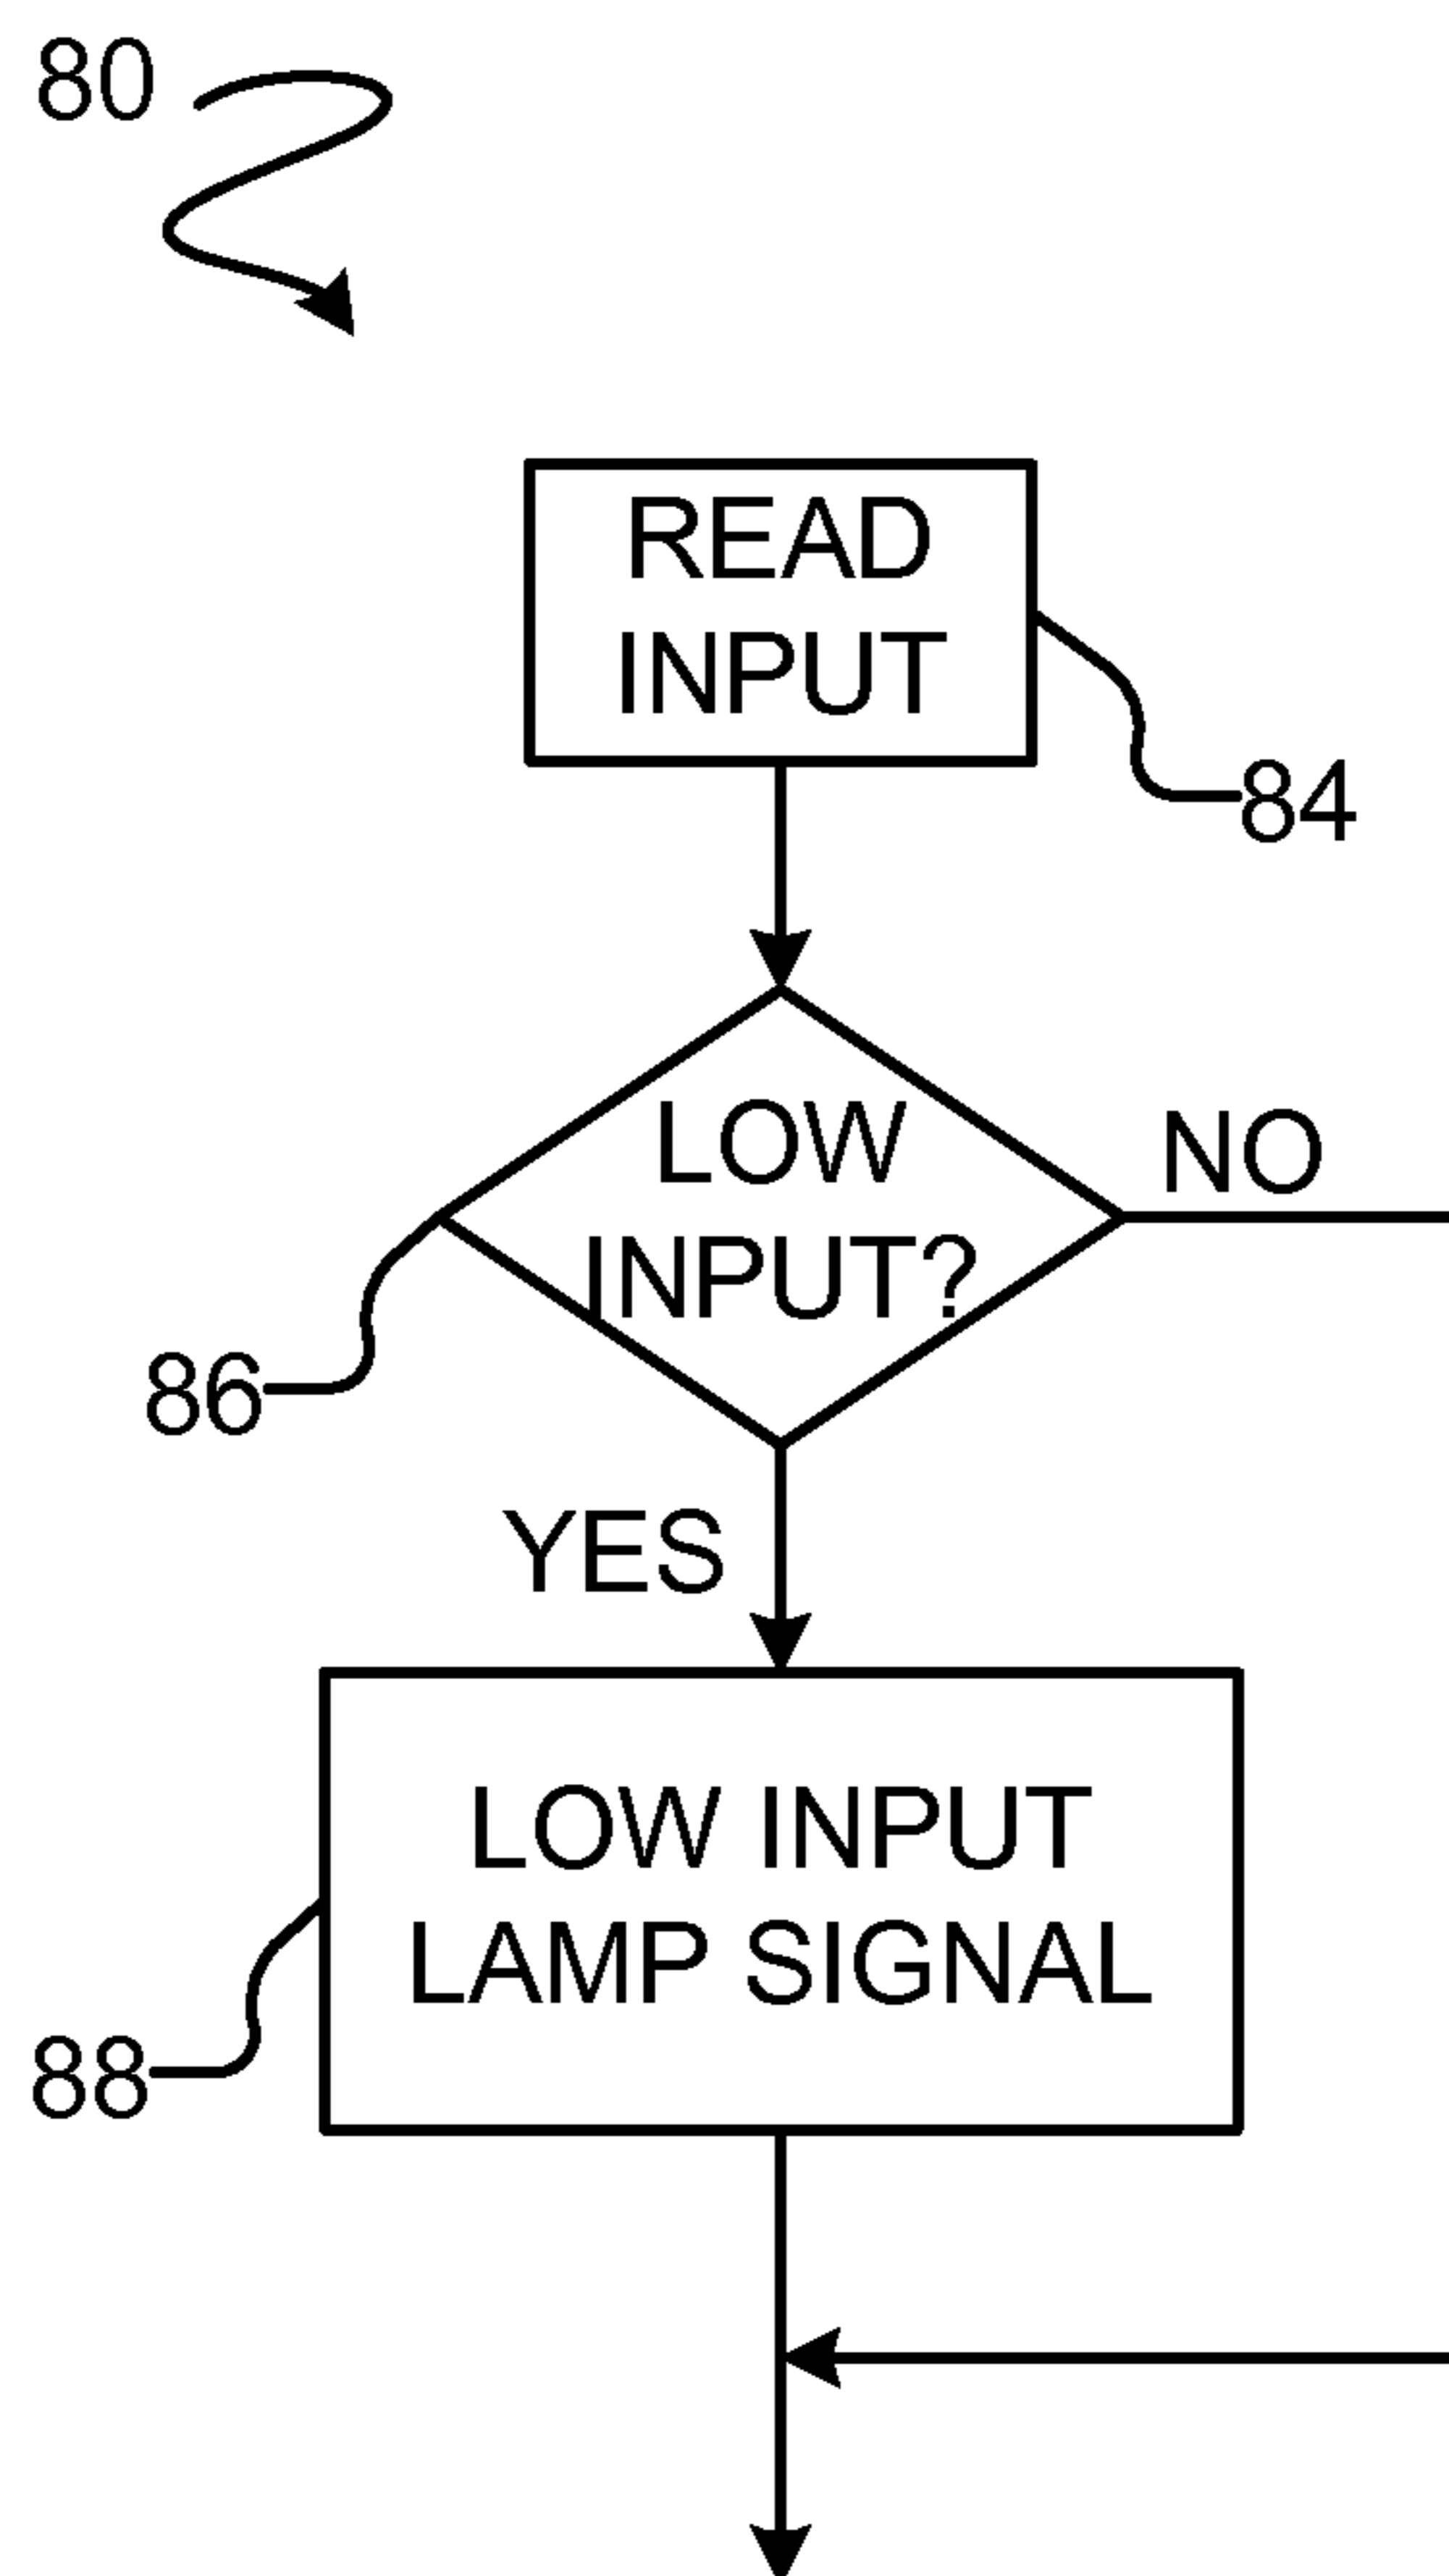 80
READ
INPUT
84
LOW
INPUT?
NO
86
YES
LOW INPUT
LAMP SIGNAL
88